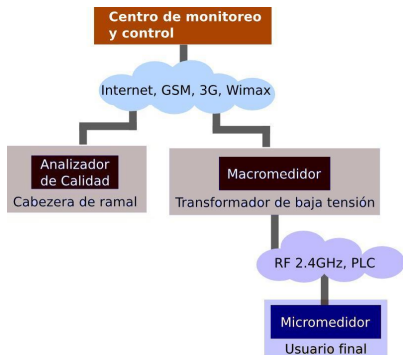 Centro de monitoreo
y control
Internet, GSM, 3G, Wimax
Analizador
de Calidad
Cabezera de ramal
Macromedidor
Transformador de baja tensión
RF 2.4GHz, PLC
Micromedidor
Usuario final